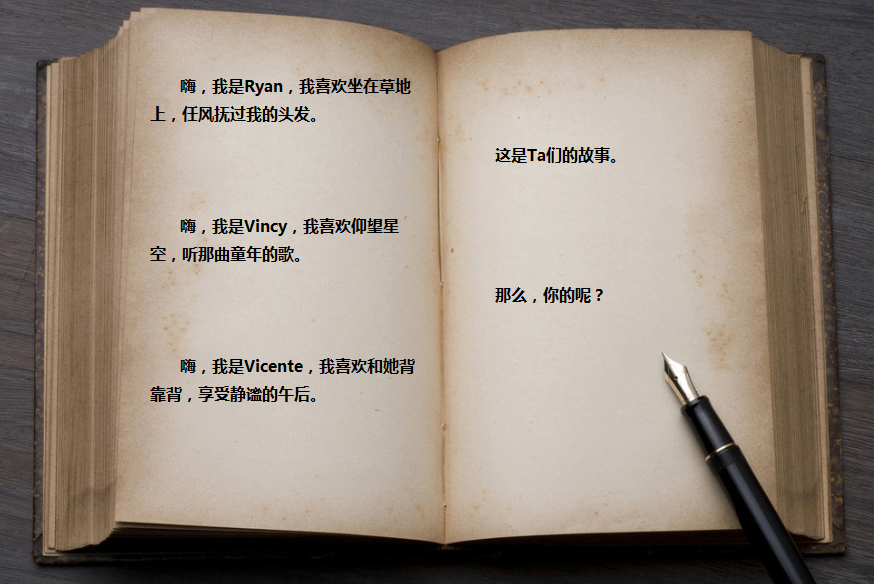 嗨，我是Ryan，我喜欢坐在草地
上，任风抚过我的头发。
嗨，我是Vincy，我喜欢仰望星
空，听那曲童年的歌。
嗨，我是Vicente，我喜欢和她背
靠背，享受静谧的午后。
这是Ta们的故事。
那么，你的呢？